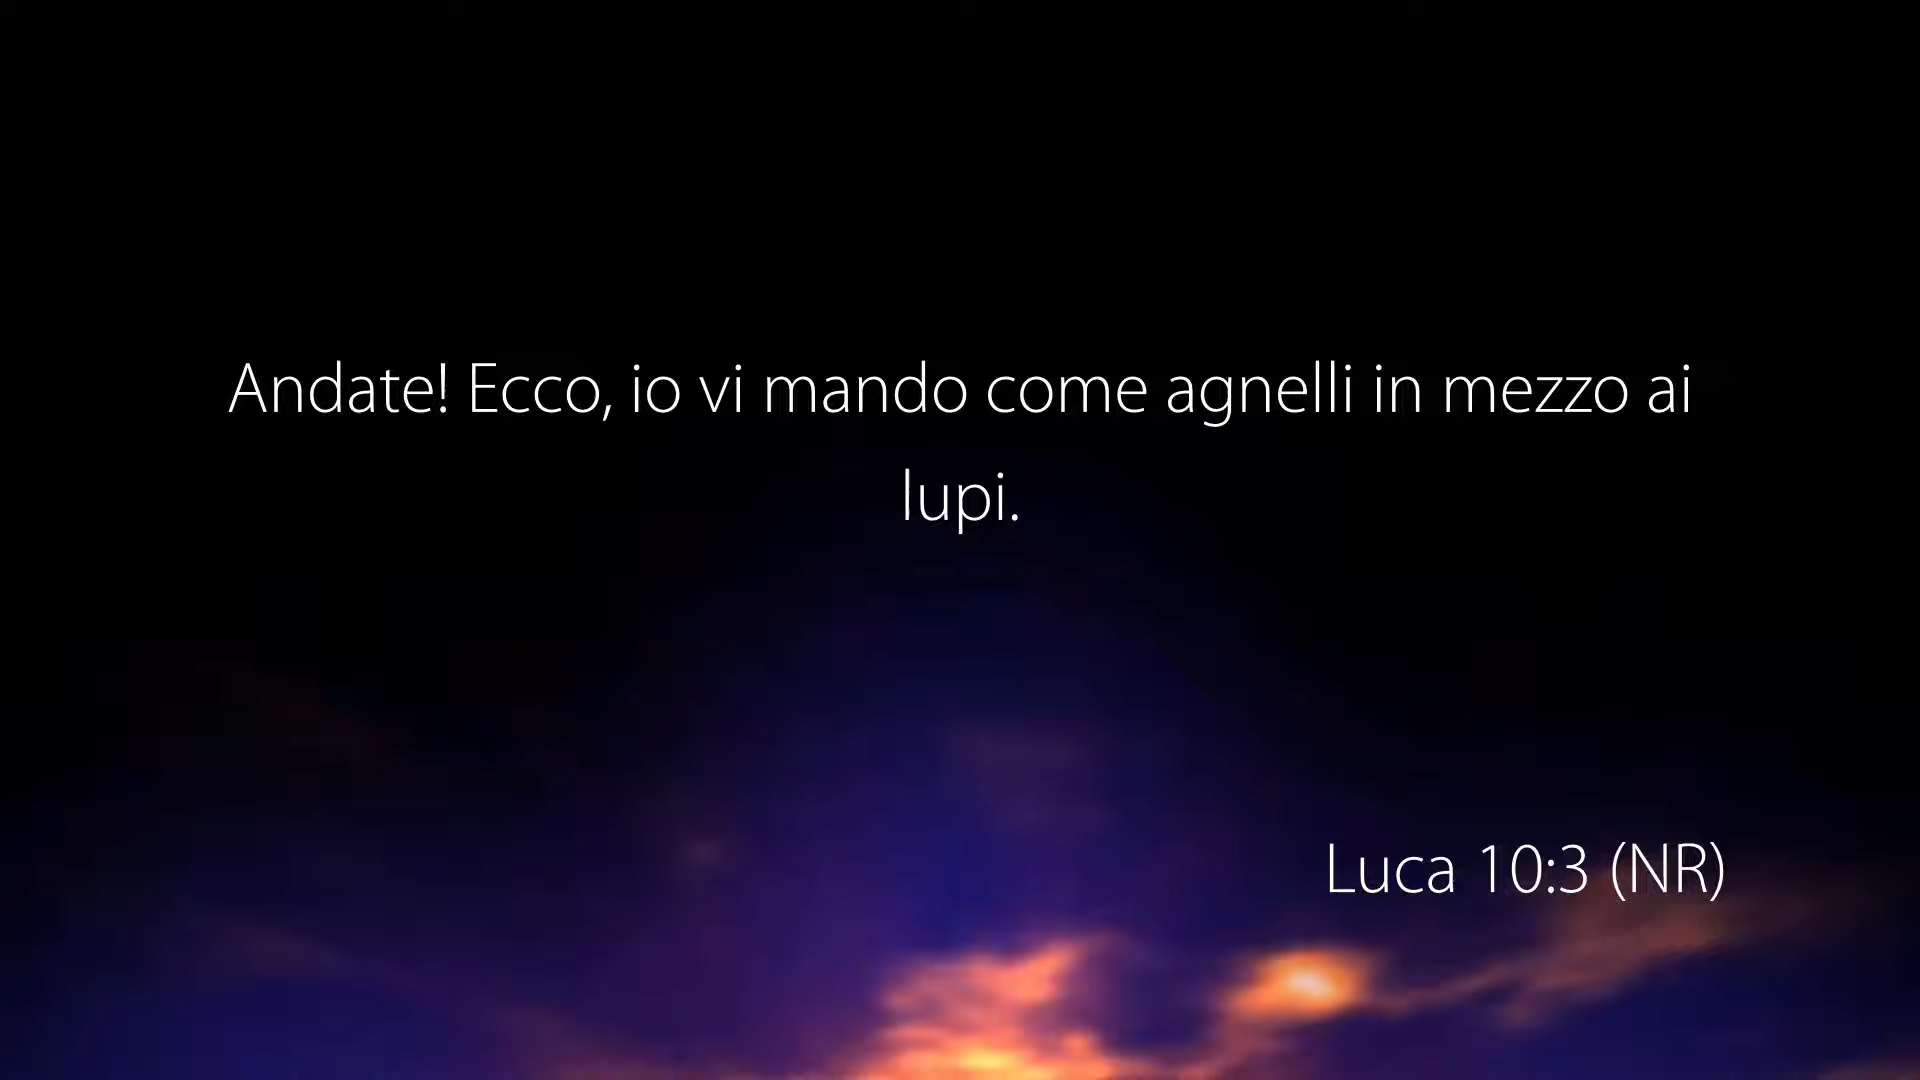 Andate! Ecco, io vi mando come agnelli in mezzo ai
lupi.
Luca 10:3 (NR)